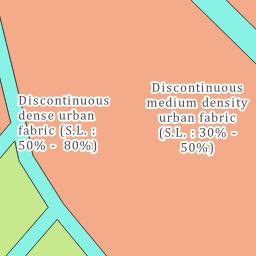 Discontinuous
dense urban
fabric (S.L. :
50% -  80%)
Discontinuous
medium density
urban fabric
(S.L. : 30% -
50%)